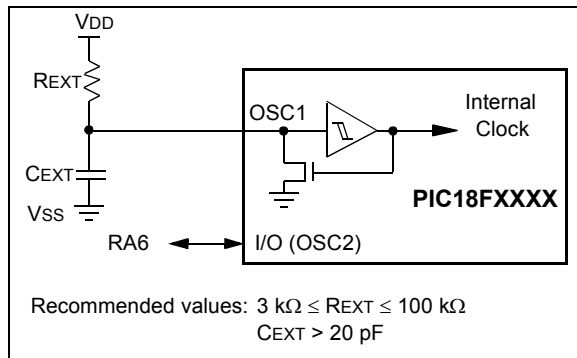 VDD
REXT
OSC1
Internal
Clock
CEXT
PIC18FXXXX
VSS
RA6
I/O (OSC2)
Recommended values: 3 kΩ ≤ REXT ≤ 100 kΩ
CEXT > 20 pF